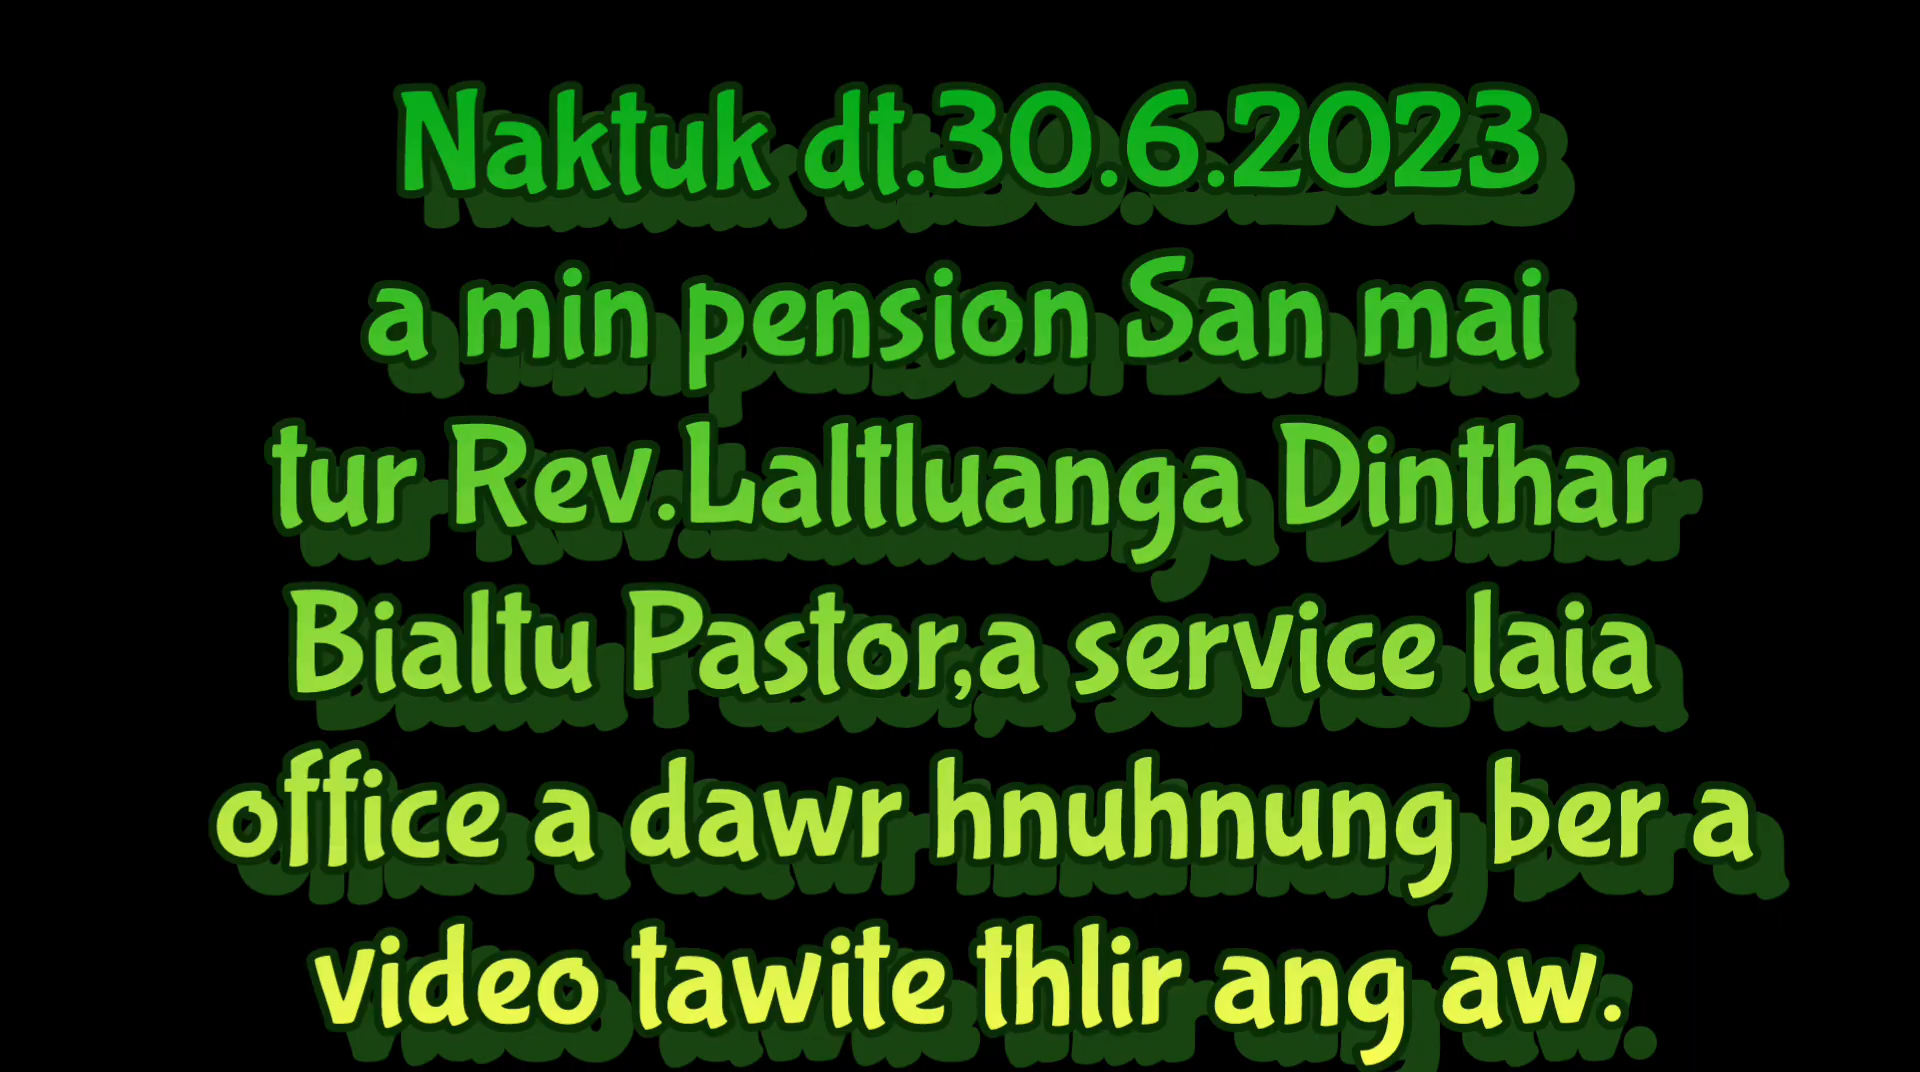 Naktuk dt.30.6.2023
a min pension San mai
tur Rev.Laltluanga Dinthar
Bialtu Pastor,a service laia
office a dawr hnuhnung ber a
video tawite thlir ang aw.